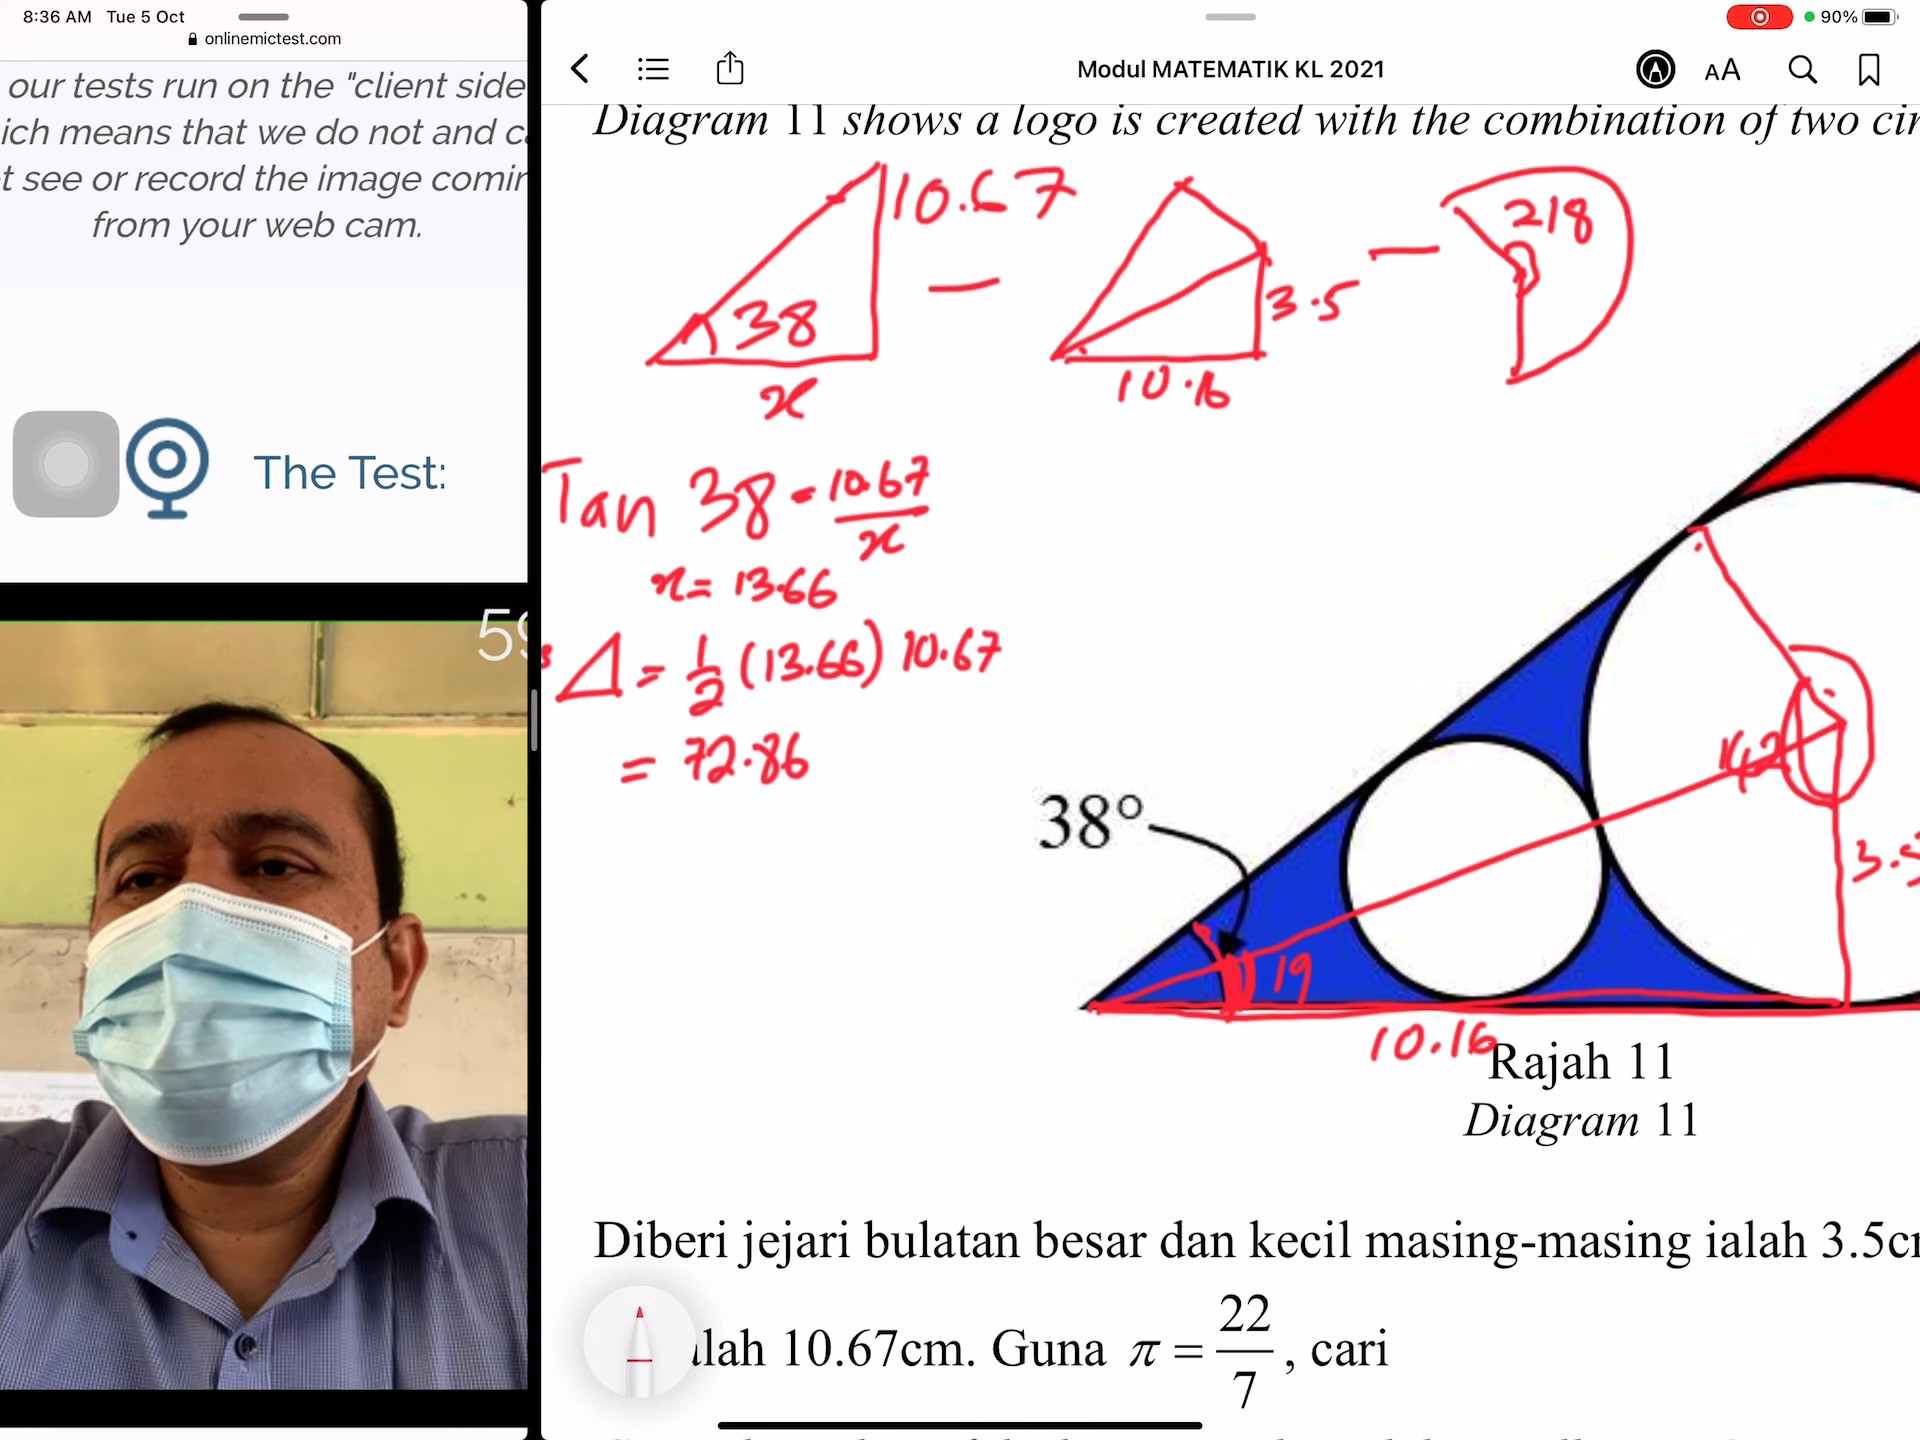 8:36 AM Tue 5 Oct
onlinemictest.com
our tests run on the "client side
ich means that we do not and c
t see or record the image comin
from your web cam.
The Test:
59
90%
Modul MATEMATIK KL 2021
AA
Diagram 11 shows a logo is created with the combination of two cir
10.67
38
x
3.5
10.16
218
Tan 38 = 10.67/x
x = 13.66
Δ = 1/2 (13.66) 10.67
= 72.86
38°
19
142
3.5
10.16
Rajah 11
Diagram 11
Diberi jejari bulatan besar dan kecil masing-masing ialah 3.5c
lah 10.67cm. Guna π = 22/7, cari